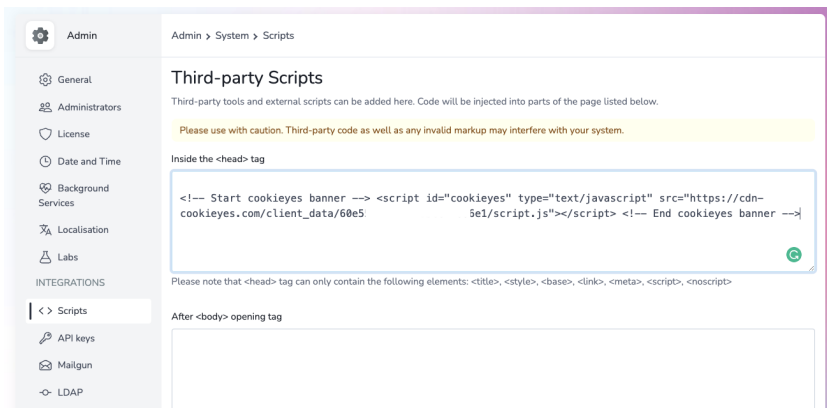 Admin
Admin > System > Scripts
General
Administrators
License
Date and Time
Background
Services
Localisation
Labs
INTEGRATIONS
< > Scripts
API keys
Mailgun
LDAP
Third-party Scripts
Third-party tools and external scripts can be added here. Code will be injected into parts of the page listed below.
Please use with caution. Third-party code as well as any invalid markup may interfere with your system.
Inside the <head> tag
<!-- Start cookieyes banner --> <script id="cookieyes" type="text/javascript" src="https://cdn-
cookieyes.com/client_data/60e5 6e1/script.js"></script> <!-- End cookieyes banner -->
Please note that <head> tag can only contain the following elements: <title>, <style>, <base>, <link>, <meta>, <script>, <noscript>
After <body> opening tag